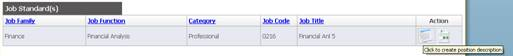 Job Standard(s)
Job Family Job Function Category Job Code Job Title Action
Finance Financial Analysis Professional 0216 Financial Anl 5
Click to create position description